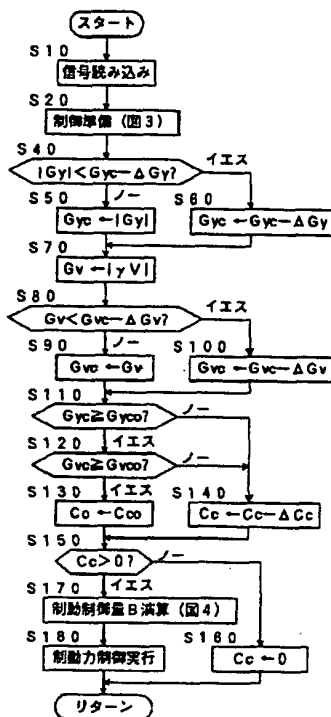 スタート
S10
信号読み込み
S20
制御準備 (図3)
S40
|Gy|<Gyc−ΔGy?
イエス
S50
ノー
S60
Gyc←|Gy|
Gyc←Gyc−ΔGy
S70
Gv←|γV|
S80
Gv<Gvc−ΔGv?
イエス
S90
ノー
S100
Gvc←Gv
Gvc←Gvc−ΔGv
S110
Gyc≧Gyco?
ノー
S120
イエス
Gvc≧Gvco?
ノー
S130
イエス
S140
Cc←Cco
Cc←Cc−ΔCc
S150
Cc>0?
ノー
S170
イエス
制動制御量B演算(図4)
S180
S160
制動力制御実行
Cc←0
リターン